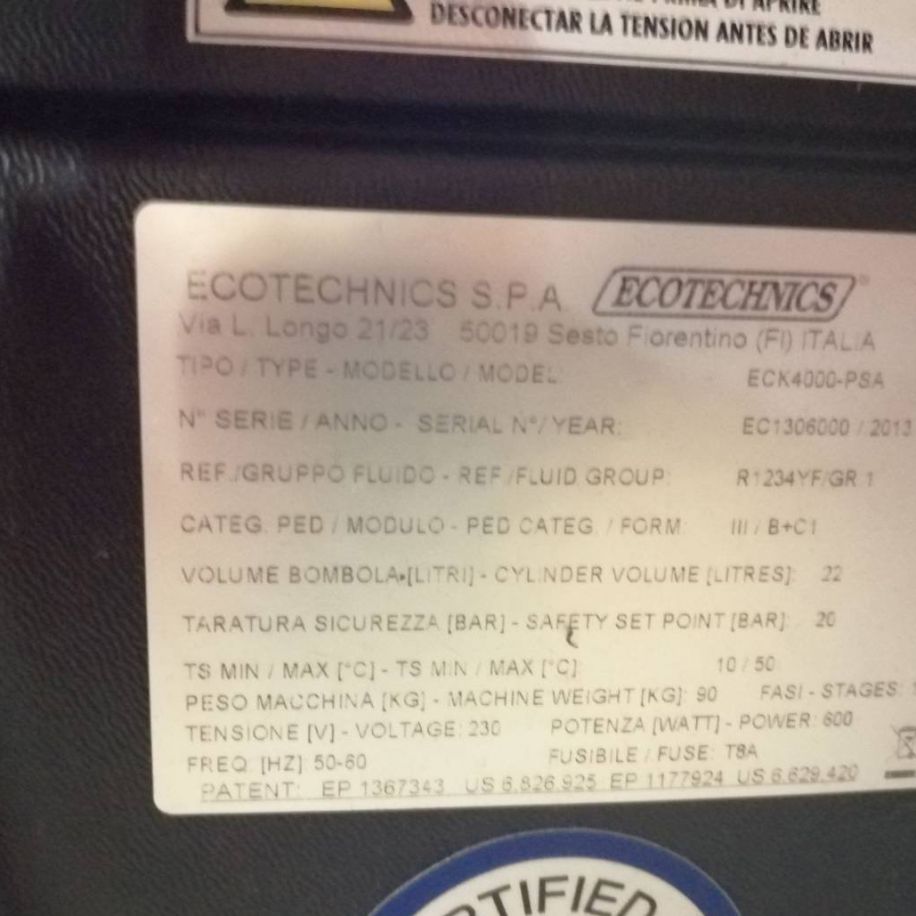 DI APRIRE
DESCONECTAR LA TENSION ANTES DE ABRIR
ECOTECHNICS S.P.A. ECOTECHNICS
Via L. Longo 21/23 50019 Sesto Fiorentino (FI) ITALIA
TIPO / TYPE - MODELLO / MODEL: ECK4000-PSA
N° SERIE / ANNO - SERIAL N°/ YEAR: EC1306000 / 2013
REF./GRUPPO FLUIDO - REF./FLUID GROUP: R1234YF/GR 1
CATEG. PED / MODULO - PED CATEG. / FORM: III / B+C1
VOLUME BOMBOLA [LITRI] - CYLINDER VOLUME [LITRES]: 22
TARATURA SICUREZZA [BAR] - SAFETY SET POINT [BAR]: 20
TS MIN / MAX [°C] - TS MIN / MAX [°C]: 10 / 50
PESO MACCHINA [KG] - MACHINE WEIGHT [KG]: 90 FASI - STAGES:
TENSIONE [V] - VOLTAGE: 230 POTENZA [WATT] - POWER: 600
FREQ. [HZ]: 50-60 FUSIBILE / FUSE: T8A
PATENT: EP 1367343 US 6.826.925 EP 1177924 US 6.629.420